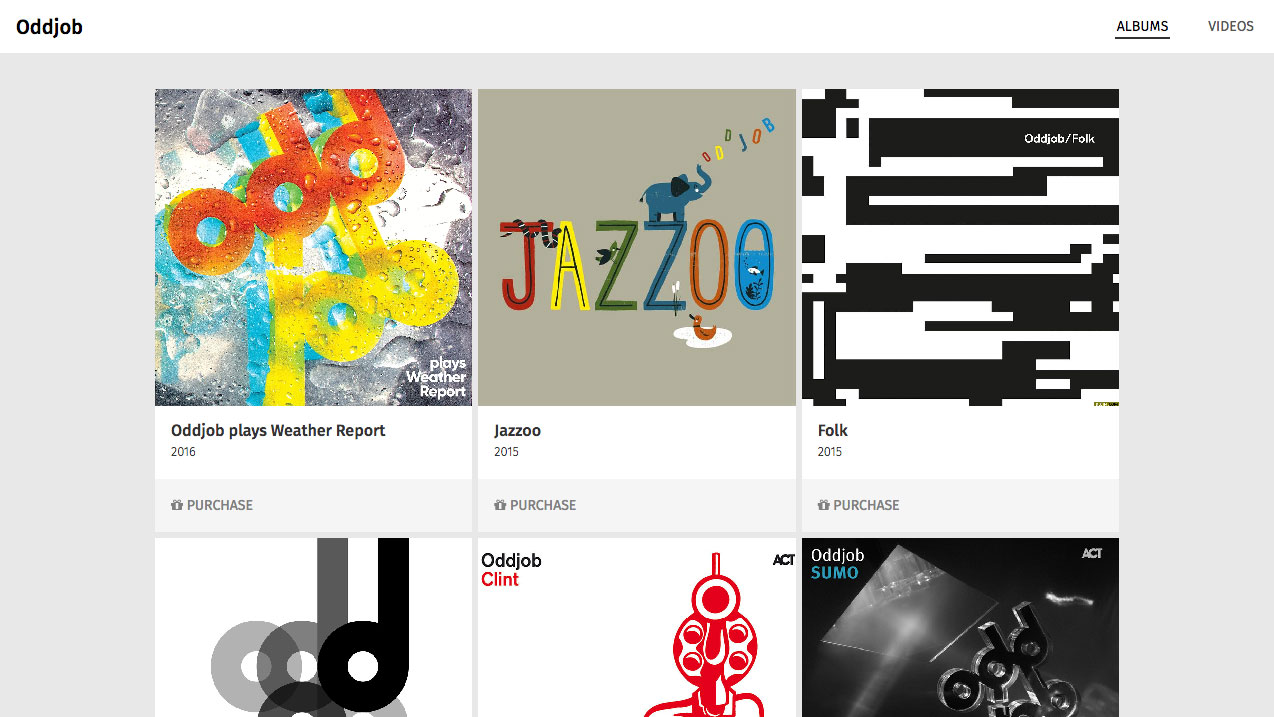 Oddjob
ALBUMS
VIDEOS
oddjob
plays
Weather
Report
ODDJOB
JAZZOO
Oddjob/Folk
Oddjob plays Weather Report
2016
Jazzoo
2015
Folk
2015
PURCHASE
PURCHASE
PURCHASE
Oddjob
Clint
ACT
Oddjob
SUMO
ACT